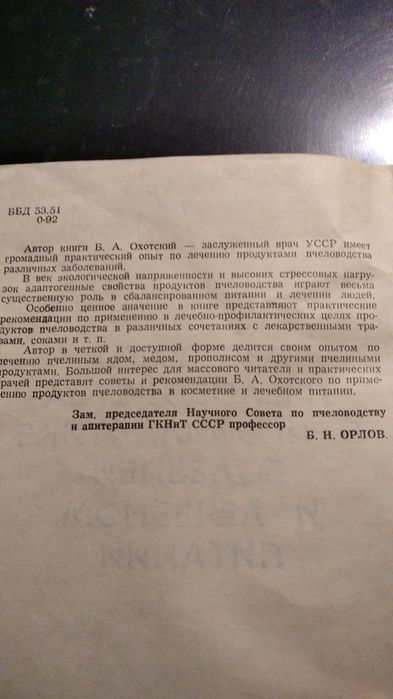 ББД 53.51
0-92
Автор книги Б. А. Охотский — заслуженный врач УССР имеет
громадный практический опыт по лечению продуктами пчеловодства
различных заболеваний.
В век экологической напряженности и высоких стрессовых нагру-
зок адаптогенные свойства продуктов пчеловодства играют весьма
существенную роль в сбалансированном питании и лечении людей.
Особенно ценное значение в книге представляют практические
рекомендации по применению в лечебно-профилактических целях про-
дуктов пчеловодства в различных сочетаниях с лекарственными тра-
вами, соками и т. п.
Автор в четкой и доступной форме делится своим опытом по
лечению пчелиным ядом, мёдом, прополисом и другими пчелиными
продуктами. Большой интерес для массового читателя и практических
врачей представят советы и рекомендации Б. А. Охотского по приме-
ению продуктов пчеловодства в косметике и лечебном питании.
Зам, председателя Научного Совета по пчеловодству
и апитерапии ГКНиТ СССР профессор
Б. Н. ОРЛОВ.
И
ПИТАНИИ